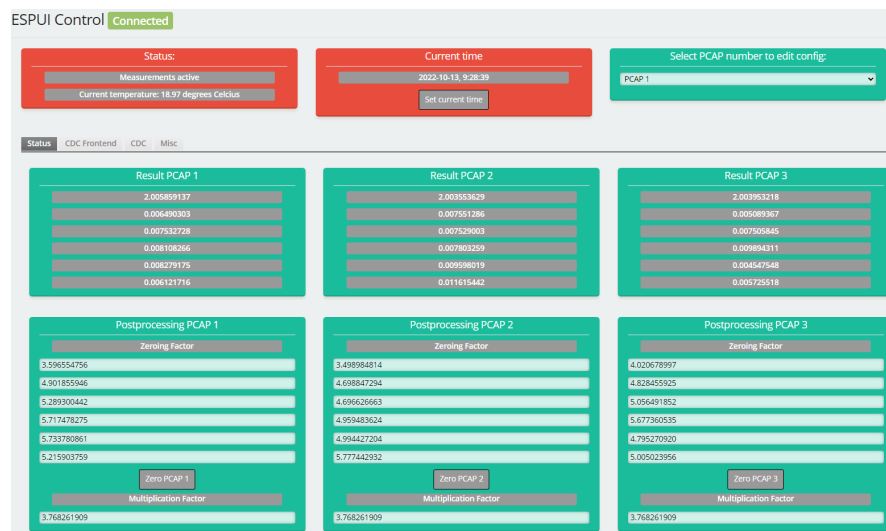 ESPUI Control Connected
Status:
Measurements active
Current temperature: 18.97 degrees Celcius
Current time
2022-10-13, 9:28:39
Set current time
Select PCAP number to edit config:
PCAP 1
Status CDC Frontend CDC Misc
Result PCAP 1
2.005859137
0.006490303
0.007532728
0.008108266
0.008279175
0.006121716
Result PCAP 2
2.003553629
0.007551286
0.007529003
0.007803259
0.009598019
0.011615442
Result PCAP 3
2.003953218
0.005089367
0.007505845
0.009894311
0.004547548
0.005725518
Postprocessing PCAP 1
Zeroing Factor
3.596554756
4.901855946
5.289300442
5.717478275
5.733780861
5.215903759
Zero PCAP 1
Multiplication Factor
3.768261909
Postprocessing PCAP 2
Zeroing Factor
3.498984814
4.698847294
4.696626663
4.959483624
4.994427204
5.777442932
Zero PCAP 2
Multiplication Factor
3.768261909
Postprocessing PCAP 3
Zeroing Factor
4.020678997
4.828455925
5.056491852
5.677360535
4.795270920
5.005023956
Zero PCAP 3
Multiplication Factor
3.768261909